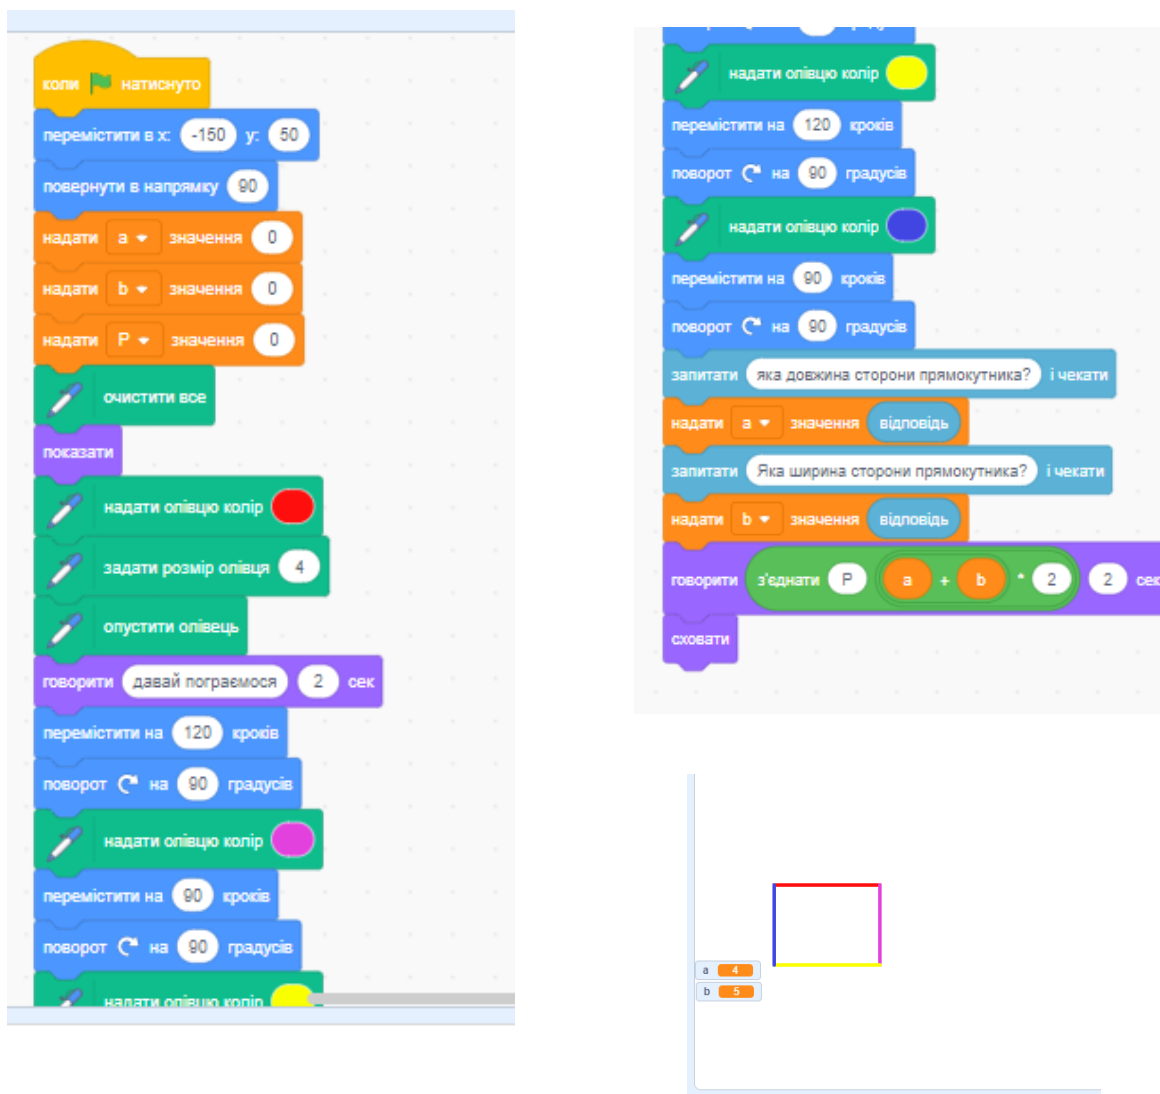 коли натиснуто
перемістити в x: -150 y: 50
повернути в напрямку 90
надати a значення 0
надати b значення 0
надати P значення 0
очистити все
показати
надати олівцю колір
задати розмір олівця 4
опустити олівець
говорити давай пограємося 2 сек
перемістити на 120 кроків
поворот на 90 градусів
надати олівцю колір
перемістити на 90 кроків
поворот на 90 градусів
надати олівцю колір
надати олівцю колір
перемістити на 120 кроків
поворот на 90 градусів
надати олівцю колір
перемістити на 90 кроків
поворот на 90 градусів
запитати яка довжина сторони прямокутника? і чекати
надати a значення відповідь
запитати Яка ширина сторони прямокутника? і чекати
надати b значення відповідь
говорити з'єднати P a + b * 2 2 сек
сховати
a 4
b 5